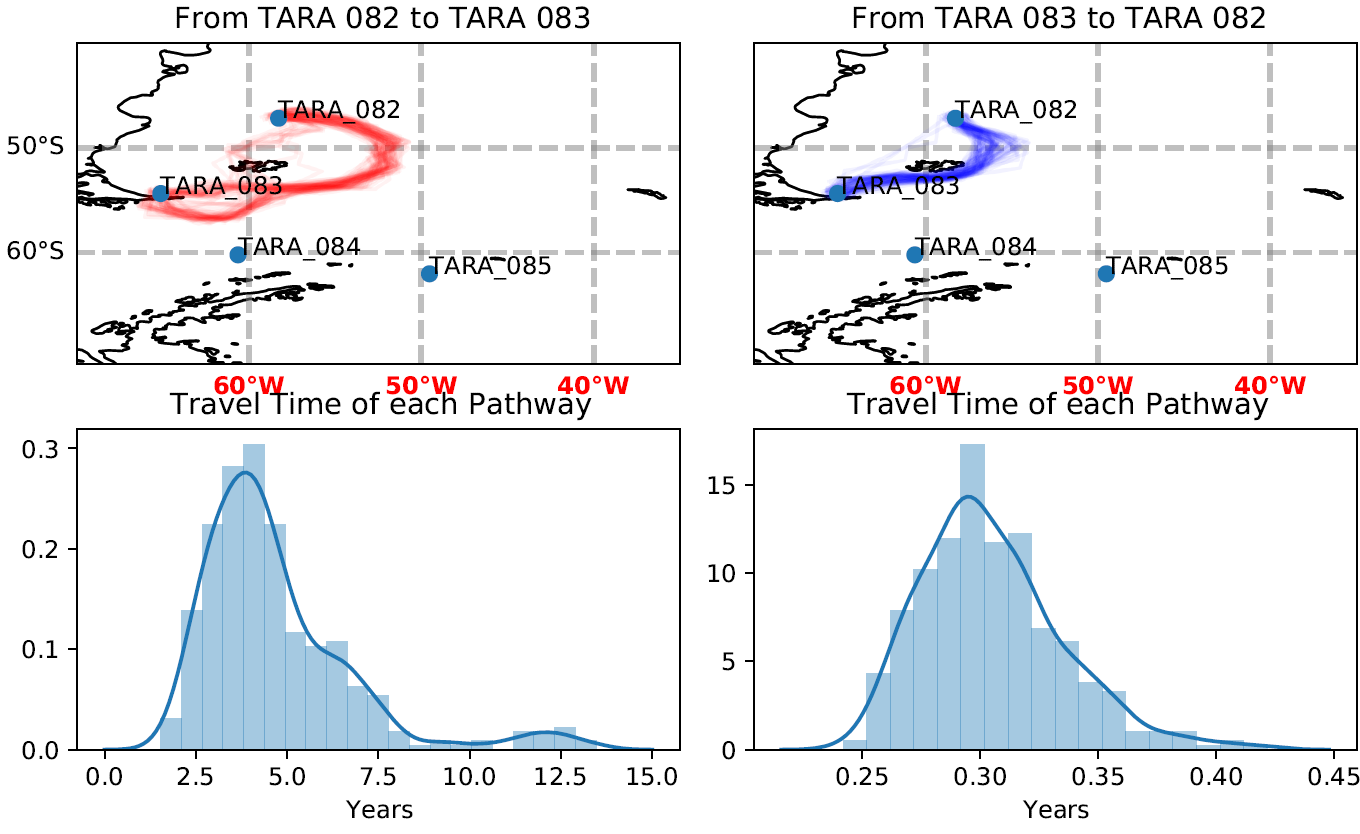 From TARA 082 to TARA 083
From TARA 083 to TARA 082
50°S
60°S
TARA_082
TARA_083
TARA_084
TARA_085
60°W 50°W 40°W
TARA_082
TARA_083
TARA_084
TARA_085
60°W 50°W 40°W
Travel Time of each Pathway
0.3
0.2
0.1
0.0
0.0 2.5 5.0 7.5 10.0 12.5 15.0
Years
Travel Time of each Pathway
15
10
5
0
0.25 0.30 0.35 0.40 0.45
Years